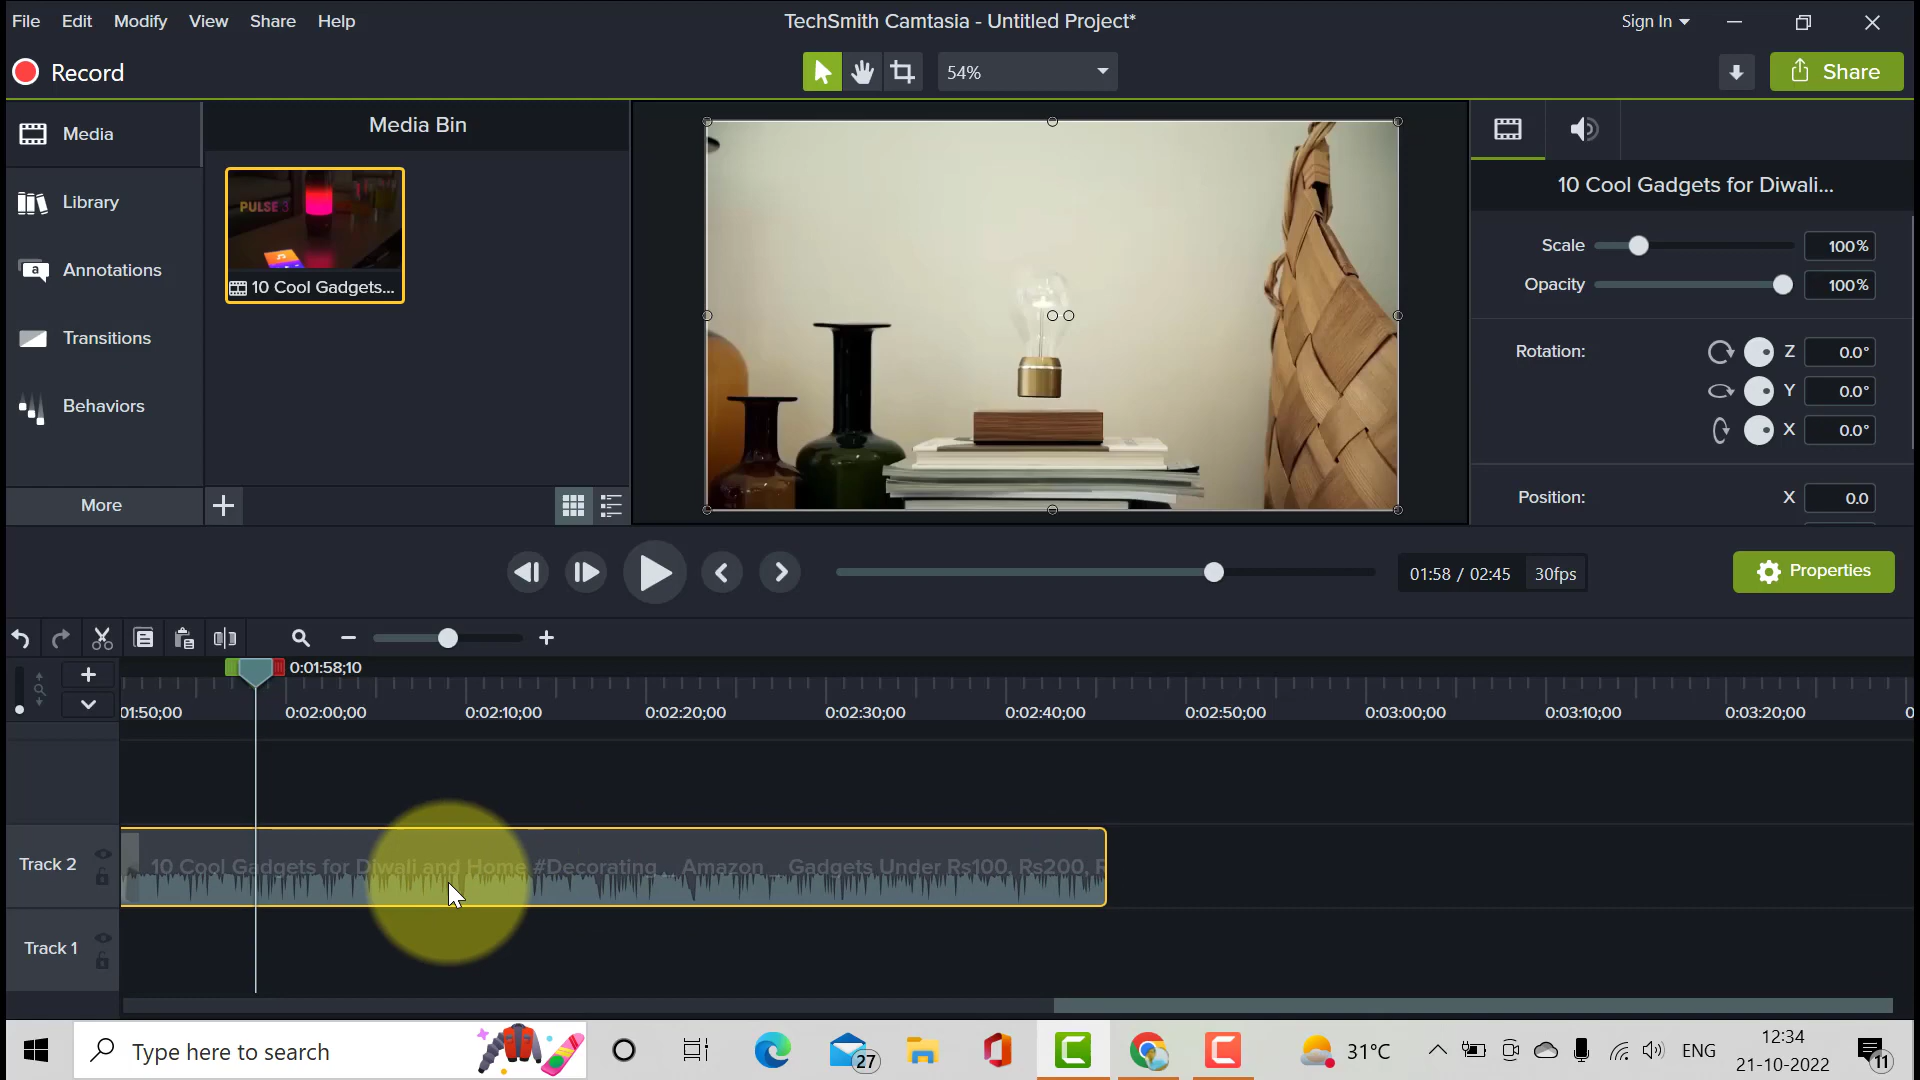 File Edit Modify View Share Help
TechSmith Camtasia - Untitled Project*
Sign In
Record
54%
Share
Media
Library
Annotations
Transitions
Behaviors
More
Media Bin
PULSE 3
10 Cool Gadgets...
10 Cool Gadgets for Diwali...
Scale 100%
Opacity 100%
Rotation: Z 0.0°
Y 0.0°
X 0.0°
Position: X 0.0
01:58 / 02:45 30fps
Properties
0:01:58;10
01:50;00 0:02:00;00 0:02:10;00 0:02:20;00 0:02:30;00 0:02:40;00 0:02:50;00 0:03:00;00 0:03:10;00 0:03:20;00
Track 2
10 Cool Gadgets for Diwali and Home #Decorating _ Amazon _ Gadgets Under Rs100, Rs200, R
Track 1
Type here to search
27
31°C
ENG
12:34
21-10-2022
11